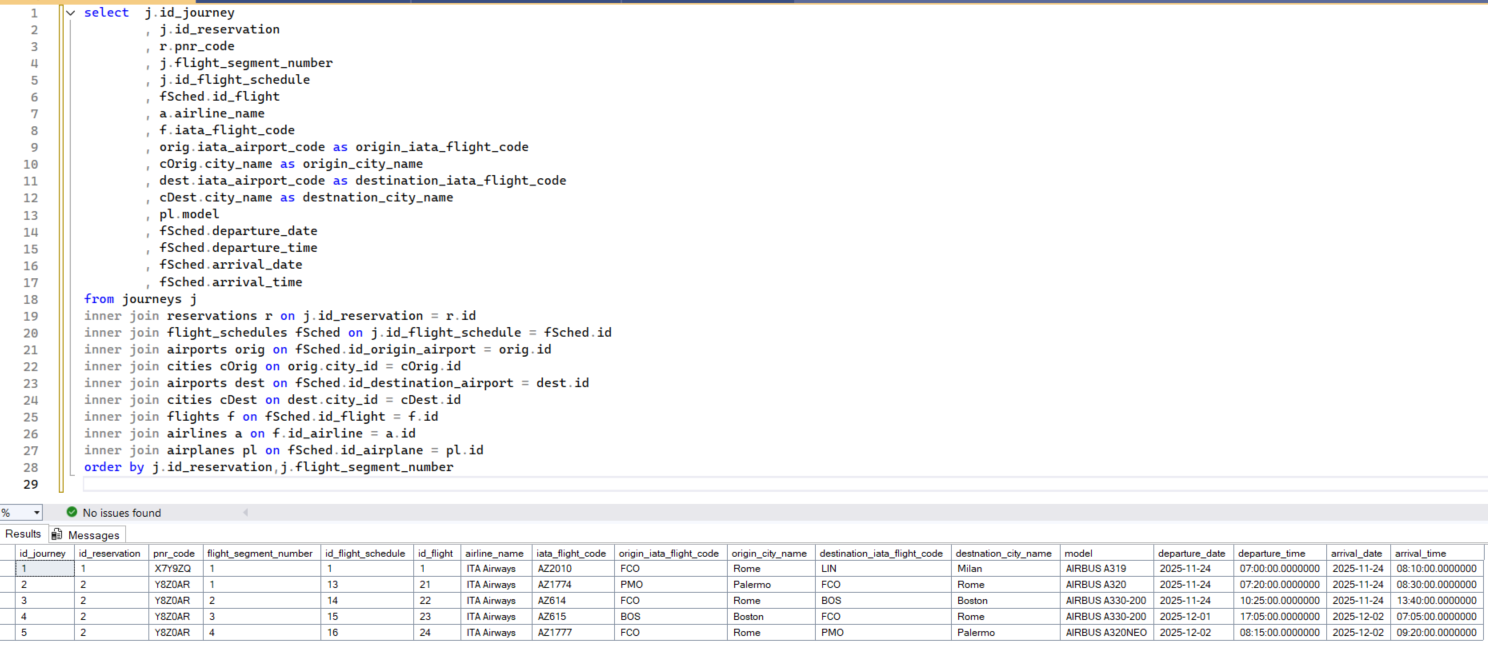 1 select j.id_journey
2 , j.id_reservation
3 , r.pnr_code
4 , j.flight_segment_number
5 , j.id_flight_schedule
6 , fSched.id_flight
7 , a.airline_name
8 , f.iata_flight_code
9 , orig.iata_airport_code as origin_iata_flight_code
10 , cOrig.city_name as origin_city_name
11 , dest.iata_airport_code as destination_iata_flight_code
12 , cDest.city_name as destnation_city_name
13 , pl.model
14 , fSched.departure_date
15 , fSched.departure_time
16 , fSched.arrival_date
17 , fSched.arrival_time
18 from journeys j
19 inner join reservations r on j.id_reservation = r.id
20 inner join flight_schedules fSched on j.id_flight_schedule = fSched.id
21 inner join airports orig on fSched.id_origin_airport = orig.id
22 inner join cities cOrig on orig.city_id = cOrig.id
23 inner join airports dest on fSched.id_destination_airport = dest.id
24 inner join cities cDest on dest.city_id = cDest.id
25 inner join flights f on fSched.id_flight = f.id
26 inner join airlines a on f.id_airline = a.id
27 inner join airplanes pl on fSched.id_airplane = pl.id
28 order by j.id_reservation,j.flight_segment_number
29
% No issues found
Results Messages
id_journey id_reservation pnr_code flight_segment_number id_flight_schedule id_flight airline_name iata_flight_code origin_iata_flight_code origin_city_name destination_iata_flight_code destnation_city_name model departure_date departure_time arrival_date arrival_time
1 1 X7Y9ZQ 1 1 1 ITA Airways AZ2010 FCO Rome LIN Milan AIRBUS A319 2025-11-24 07:00:00.0000000 2025-11-24 08:10:00.0000000
2 2 Y8Z0AR 1 13 21 ITA Airways AZ1774 PMO Palermo FCO Rome AIRBUS A320 2025-11-24 07:20:00.0000000 2025-11-24 08:30:00.0000000
3 2 Y8Z0AR 2 14 22 ITA Airways AZ614 FCO Rome BOS Boston AIRBUS A330-200 2025-11-24 10:25:00.0000000 2025-11-24 13:40:00.0000000
4 2 Y8Z0AR 3 15 23 ITA Airways AZ615 BOS Boston FCO Rome AIRBUS A330-200 2025-12-01 17:05:00.0000000 2025-12-02 07:05:00.0000000
5 2 Y8Z0AR 4 16 24 ITA Airways AZ1777 FCO Rome PMO Palermo AIRBUS A320NEO 2025-12-02 08:15:00.0000000 2025-12-02 09:20:00.0000000